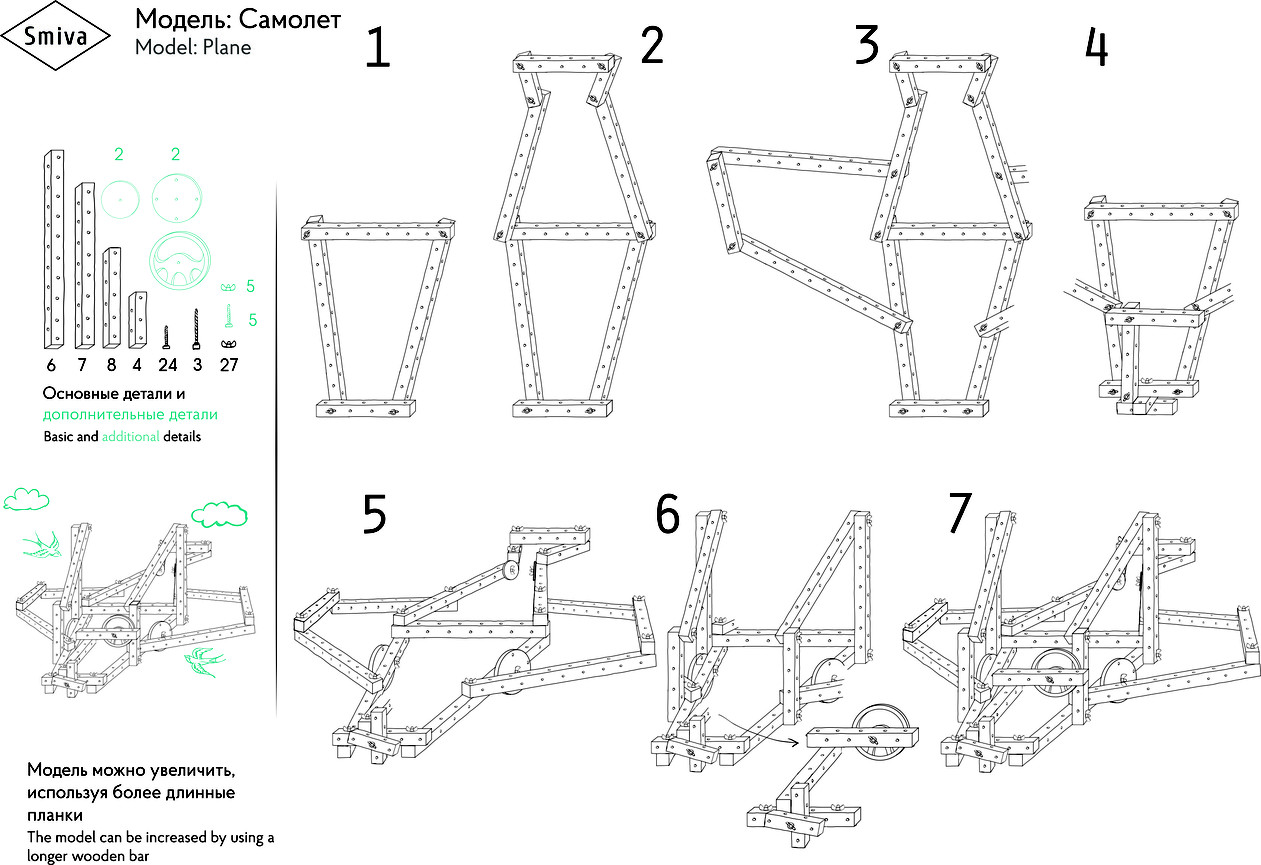 Smiva
Модель: Самолет
Model: Plane
1
2
3
4
2 2
5
5
6 7 8 4 24 3 27
Основные детали и
дополнительные детали
Basic and additional details
5
6
7
Модель можно увеличить,
используя более длинные
планки
The model can be increased by using a
longer wooden bar